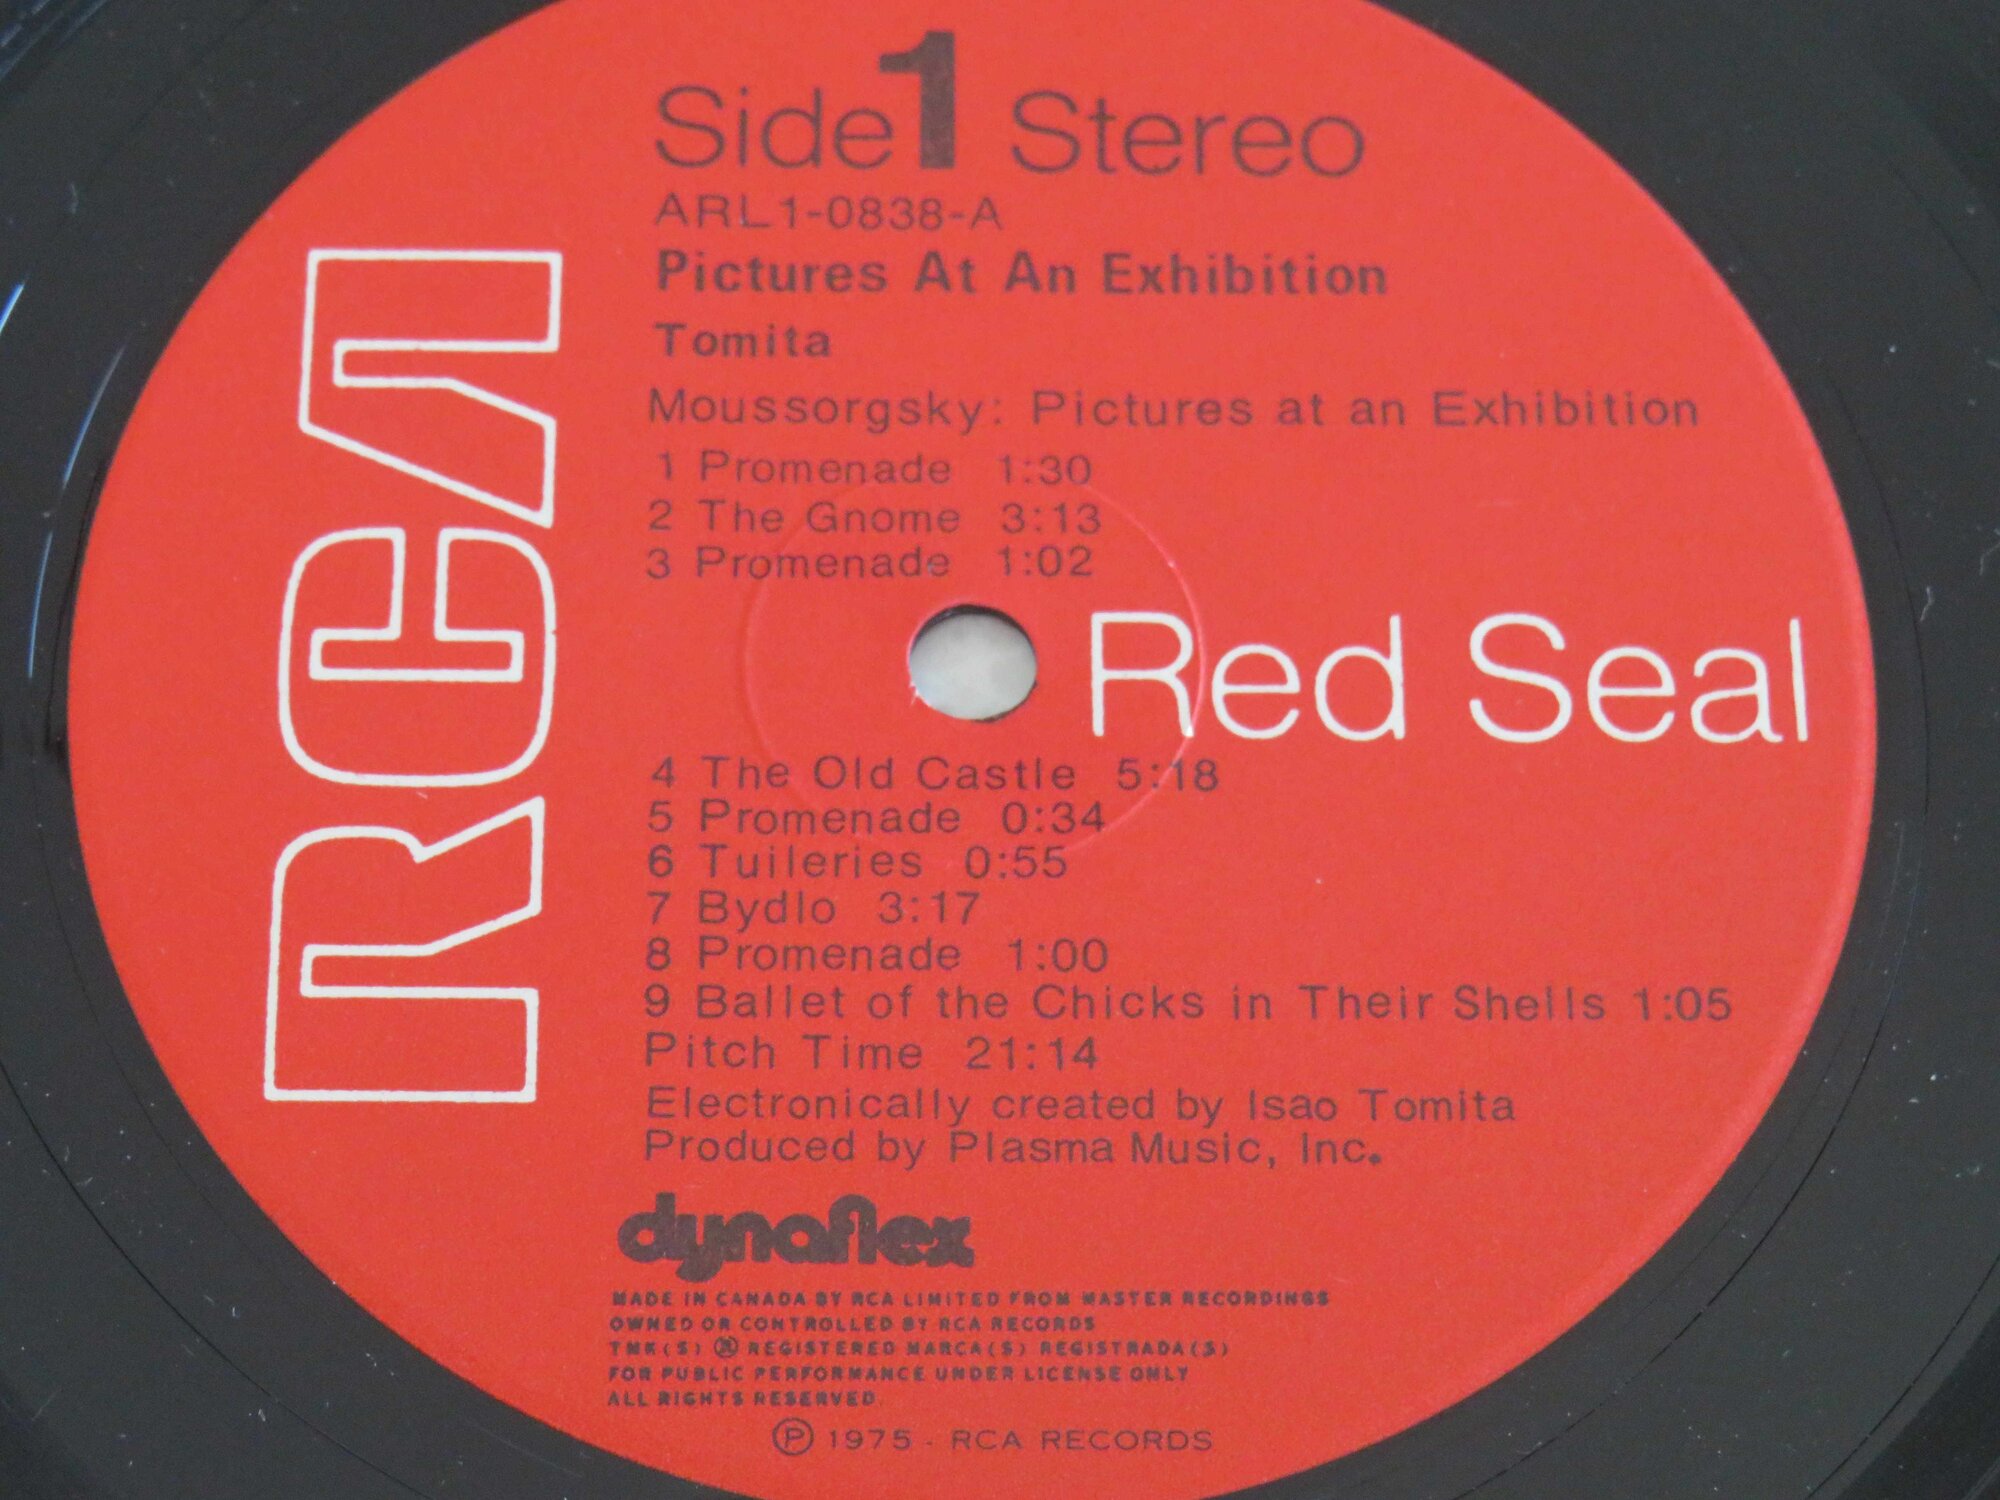 Side 1 Stereo
ARL1-0838-A
Pictures At An Exhibition
Tomita
Moussorgsky: Pictures at an Exhibition
1 Promenade 1:30
2 The Gnome 3:13
3 Promenade 1:02
RCA
Red Seal
4 The Old Castle 5:18
5 Promenade 0:34
6 Tuileries 0:55
7 Bydlo 3:17
8 Promenade 1:00
9 Ballet of the Chicks in Their Shells 1:05
Pitch Time 21:14
Electronically created by Isao Tomita
Produced by Plasma Music, Inc.
dynaflex
MADE IN CANADA BY RCA LIMITED FROM MASTER RECORDINGS
OWNED OR CONTROLLED BY RCA RECORDS
TMK(S) ® REGISTERED MARCA(S) REGISTRADA(S)
FOR PUBLIC PERFORMANCE UNDER LICENSE ONLY
ALL RIGHTS RESERVED.
℗ 1975 - RCA RECORDS